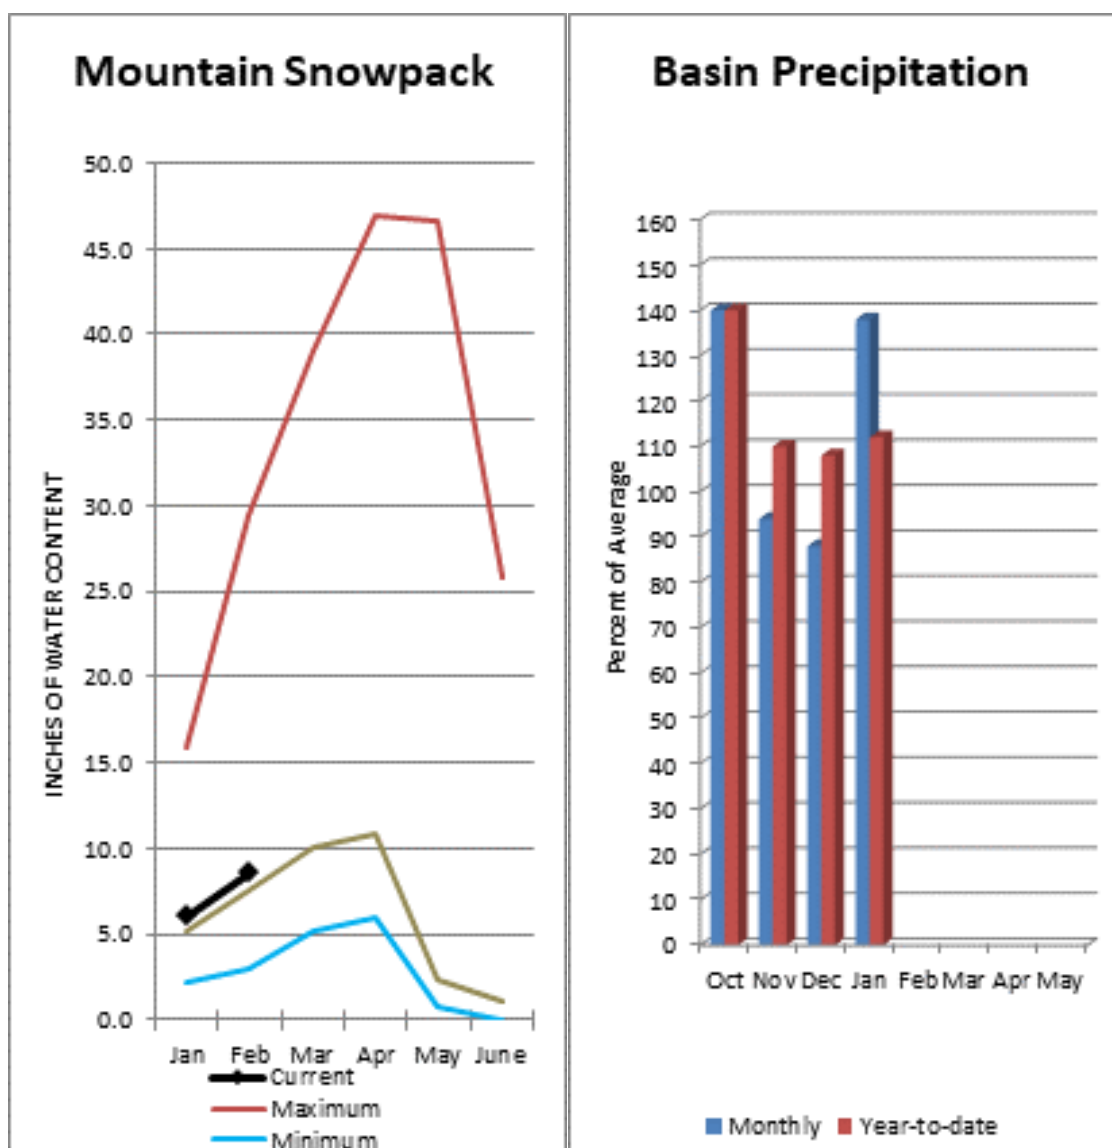 Mountain Snowpack
INCHES OF WATER CONTENT
50.0
45.0
40.0
35.0
30.0
25.0
20.0
15.0
10.0
5.0
0.0
Jan Feb Mar Apr May June
Current
Maximum
Minimum
Basin Precipitation
Percent of Average
160
150
140
130
120
110
100
90
80
70
60
50
40
30
20
10
0
Oct Nov Dec Jan Feb Mar Apr May
Monthly Year-to-date